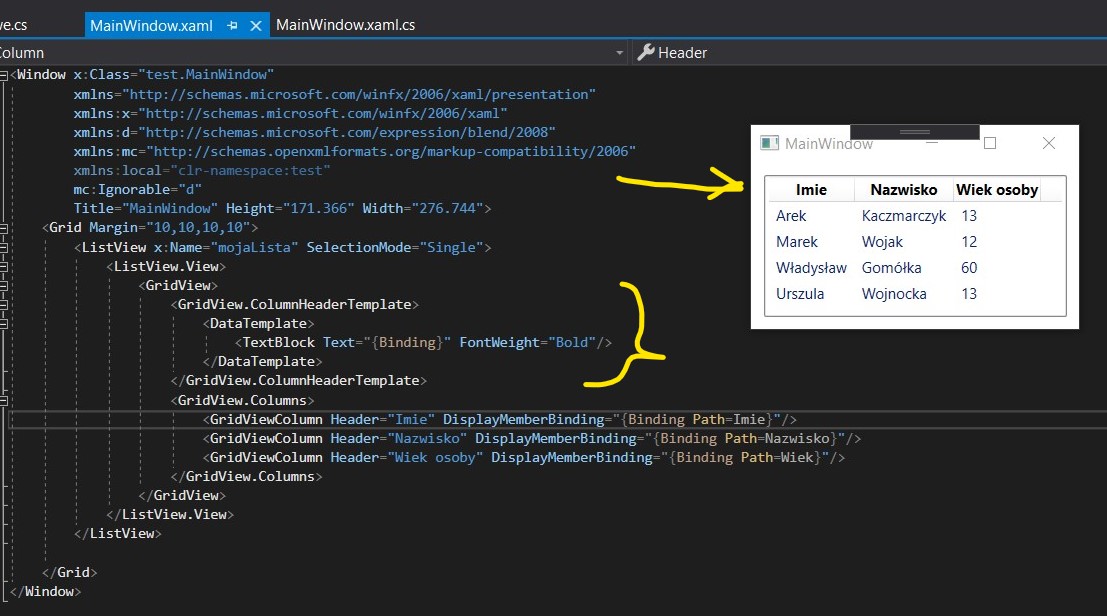 ve.cs
MainWindow.xaml
MainWindow.xaml.cs
Column
Header
<Window x:Class="test.MainWindow"
xmlns="http://schemas.microsoft.com/winfx/2006/xaml/presentation"
xmlns:x="http://schemas.microsoft.com/winfx/2006/xaml"
xmlns:d="http://schemas.microsoft.com/expression/blend/2008"
xmlns:mc="http://schemas.openxmlformats.org/markup-compatibility/2006"
xmlns:local="clr-namespace:test"
mc:Ignorable="d"
Title="MainWindow" Height="171.366" Width="276.744">
<Grid Margin="10,10,10,10">
<ListView x:Name="mojaLista" SelectionMode="Single">
<ListView.View>
<GridView>
<GridView.ColumnHeaderTemplate>
<DataTemplate>
<TextBlock Text="{Binding}" FontWeight="Bold"/>
</DataTemplate>
</GridView.ColumnHeaderTemplate>
<GridView.Columns>
<GridViewColumn Header="Imie" DisplayMemberBinding="{Binding Path=Imie}"/>
<GridViewColumn Header="Nazwisko" DisplayMemberBinding="{Binding Path=Nazwisko}"/>
<GridViewColumn Header="Wiek osoby" DisplayMemberBinding="{Binding Path=Wiek}"/>
</GridView.Columns>
</GridView>
</ListView.View>
</ListView>
</Grid>
</Window>
MainWindow
Imie Nazwisko Wiek osoby
Arek Kaczmarczyk 13
Marek Wojak 12
Władysław Gomółka 60
Urszula Wojnocka 13